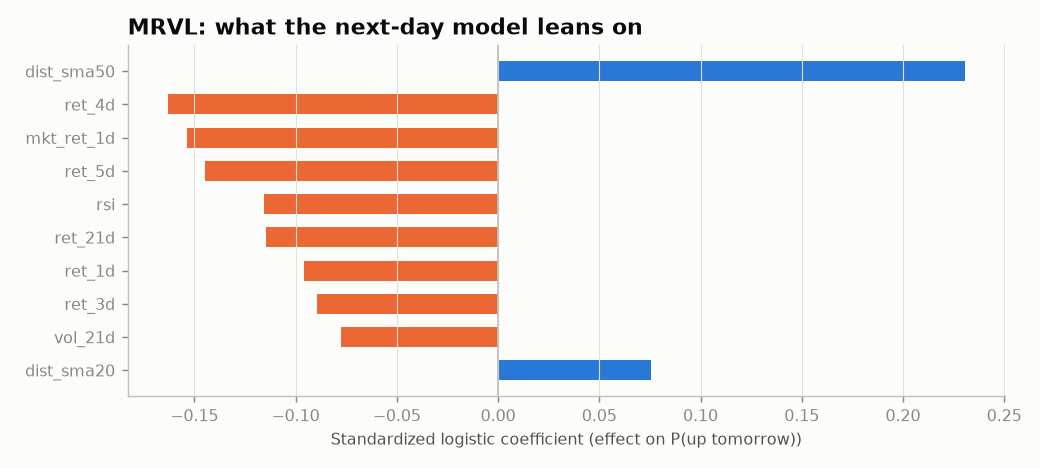 MRVL: what the next-day model leans on
dist_sma50
ret_4d
mkt_ret_1d
ret_5d
rsi
ret_21d
ret_1d
ret_3d
vol_21d
dist_sma20
−0.15 −0.10 −0.05 0.00 0.05 0.10 0.15 0.20 0.25
Standardized logistic coefficient (effect on P(up tomorrow))